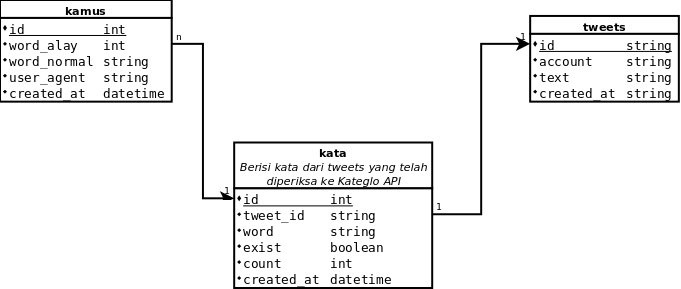 kamus
id int
word_alay int
word_normal string
user_agent string
created_at datetime
n
1
tweets
id string
account string
text string
created_at string
1
kata
Berisi kata dari tweets yang telah
diperiksa ke Kateglo API
id int
tweet_id string
word string
exist boolean
count int
created_at datetime
1